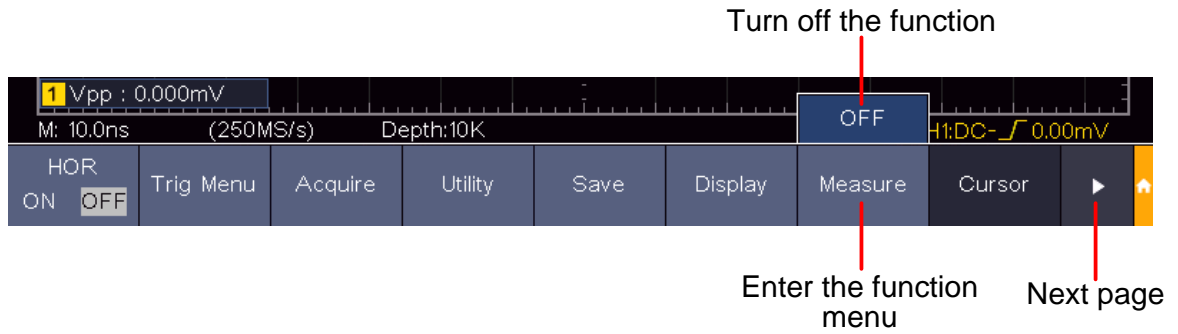 Turn off the function
1 Vpp : 0.000mV
M: 10.0ns (250MS/s) Depth:10K OFF H1:DC- 0.00mV
HOR
ON OFF Trig Menu Acquire Utility Save Display Measure Cursor
Enter the function
menu
Next page